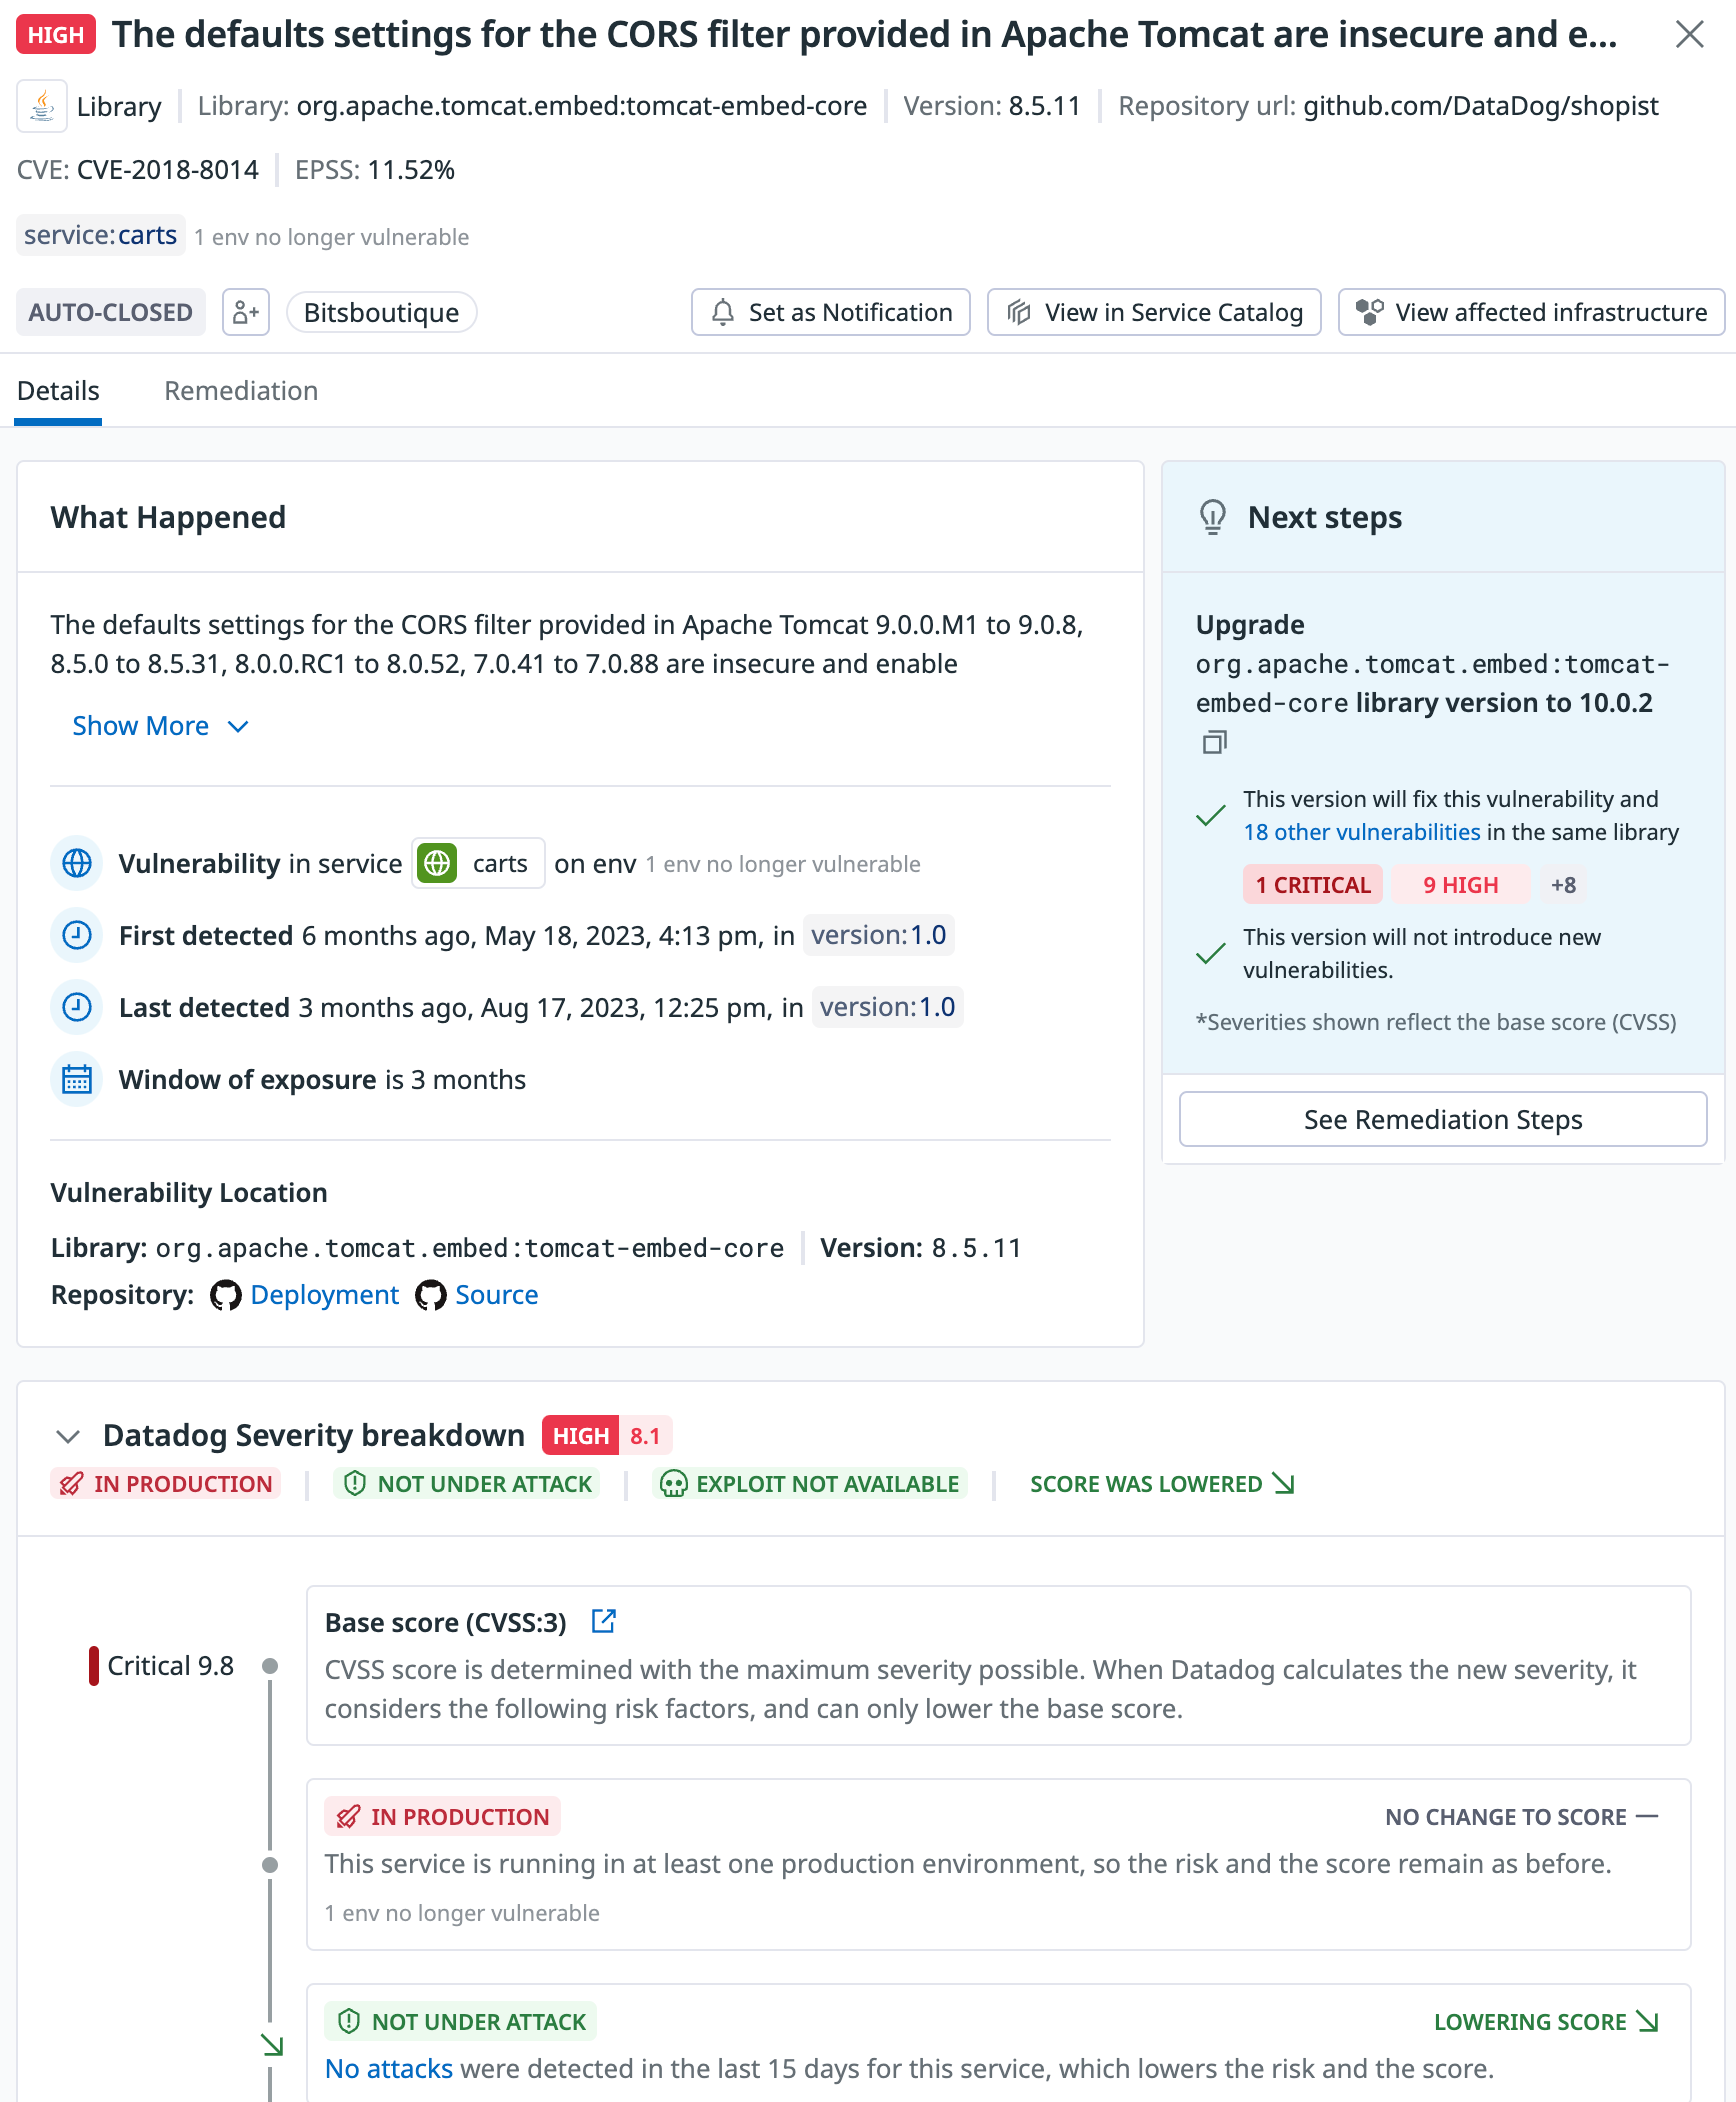 HIGH The defaults settings for the CORS filter provided in Apache Tomcat are insecure and e...
Library | Library: org.apache.tomcat.embed:tomcat-embed-core | Version: 8.5.11 | Repository url: github.com/DataDog/shopist
CVE: CVE-2018-8014 | EPSS: 11.52%
service:carts 1 env no longer vulnerable
AUTO-CLOSED Bitsboutique Set as Notification View in Service Catalog View affected infrastructure
Details Remediation
What Happened
The defaults settings for the CORS filter provided in Apache Tomcat 9.0.0.M1 to 9.0.8,
8.5.0 to 8.5.31, 8.0.0.RC1 to 8.0.52, 7.0.41 to 7.0.88 are insecure and enable
Show More
Vulnerability in service carts on env 1 env no longer vulnerable
First detected 6 months ago, May 18, 2023, 4:13 pm, in version:1.0
Last detected 3 months ago, Aug 17, 2023, 12:25 pm, in version:1.0
Window of exposure is 3 months
Vulnerability Location
Library: org.apache.tomcat.embed:tomcat-embed-core | Version: 8.5.11
Repository: Deployment Source
Next steps
Upgrade
org.apache.tomcat.embed:tomcat-
embed-core library version to 10.0.2
This version will fix this vulnerability and
18 other vulnerabilities in the same library
1 CRITICAL 9 HIGH +8
This version will not introduce new
vulnerabilities.
*Severities shown reflect the base score (CVSS)
See Remediation Steps
Datadog Severity breakdown HIGH 8.1
IN PRODUCTION | NOT UNDER ATTACK | EXPLOIT NOT AVAILABLE | SCORE WAS LOWERED
Critical 9.8
Base score (CVSS:3)
CVSS score is determined with the maximum severity possible. When Datadog calculates the new severity, it
considers the following risk factors, and can only lower the base score.
IN PRODUCTION NO CHANGE TO SCORE —
This service is running in at least one production environment, so the risk and the score remain as before.
1 env no longer vulnerable
NOT UNDER ATTACK LOWERING SCORE
No attacks were detected in the last 15 days for this service, which lowers the risk and the score.